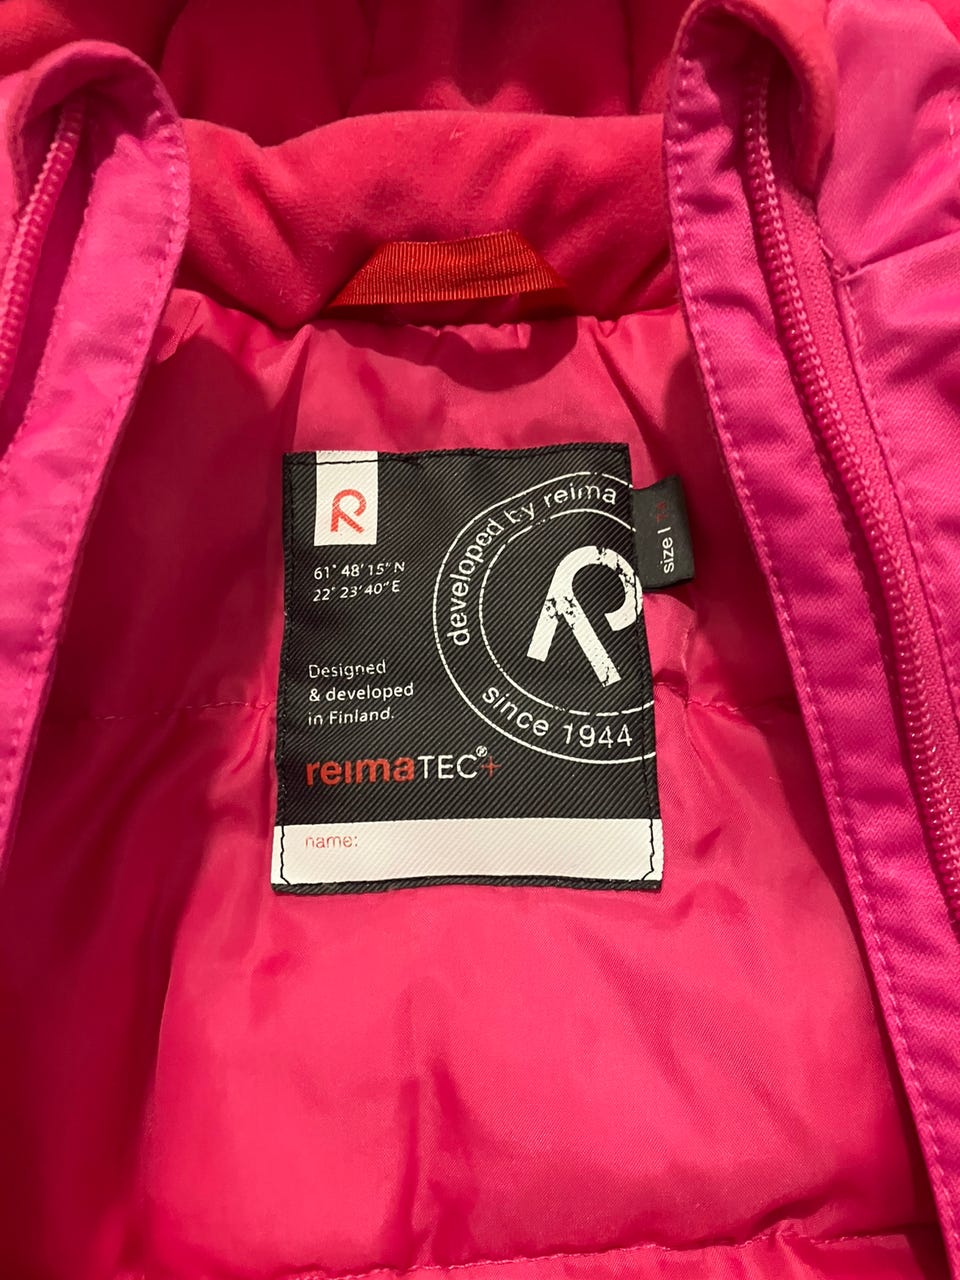 R
61° 48' 15" N
22° 23' 40" E
developed by reima
R
since 1944
size |
Designed
& developed
in Finland.
reimaTEC®+
name: